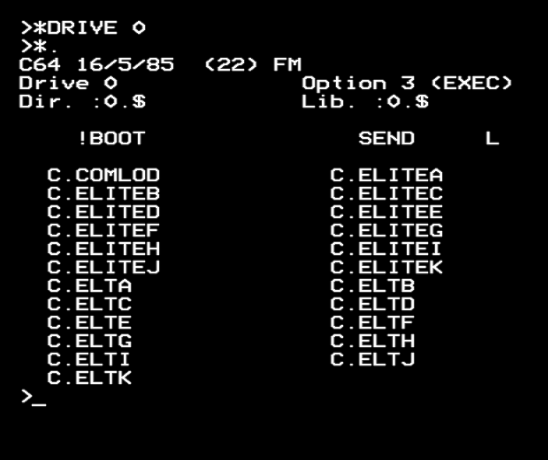 >*DRIVE 0
>*.
C64 16/5/85  (22) FM
Drive 0             Option 3 (EXEC)
Dir. :0.$           Lib. :0.$
!BOOT               SEND     L
C.COMLOD            C.ELITEA
C.ELITEB            C.ELITEC
C.ELITED            C.ELITEE
C.ELITEF            C.ELITEG
C.ELITEH            C.ELITEI
C.ELITEJ            C.ELITEK
C.ELTA              C.ELTB
C.ELTC              C.ELTD
C.ELTE              C.ELTF
C.ELTG              C.ELTH
C.ELTI              C.ELTJ
C.ELTK
>_